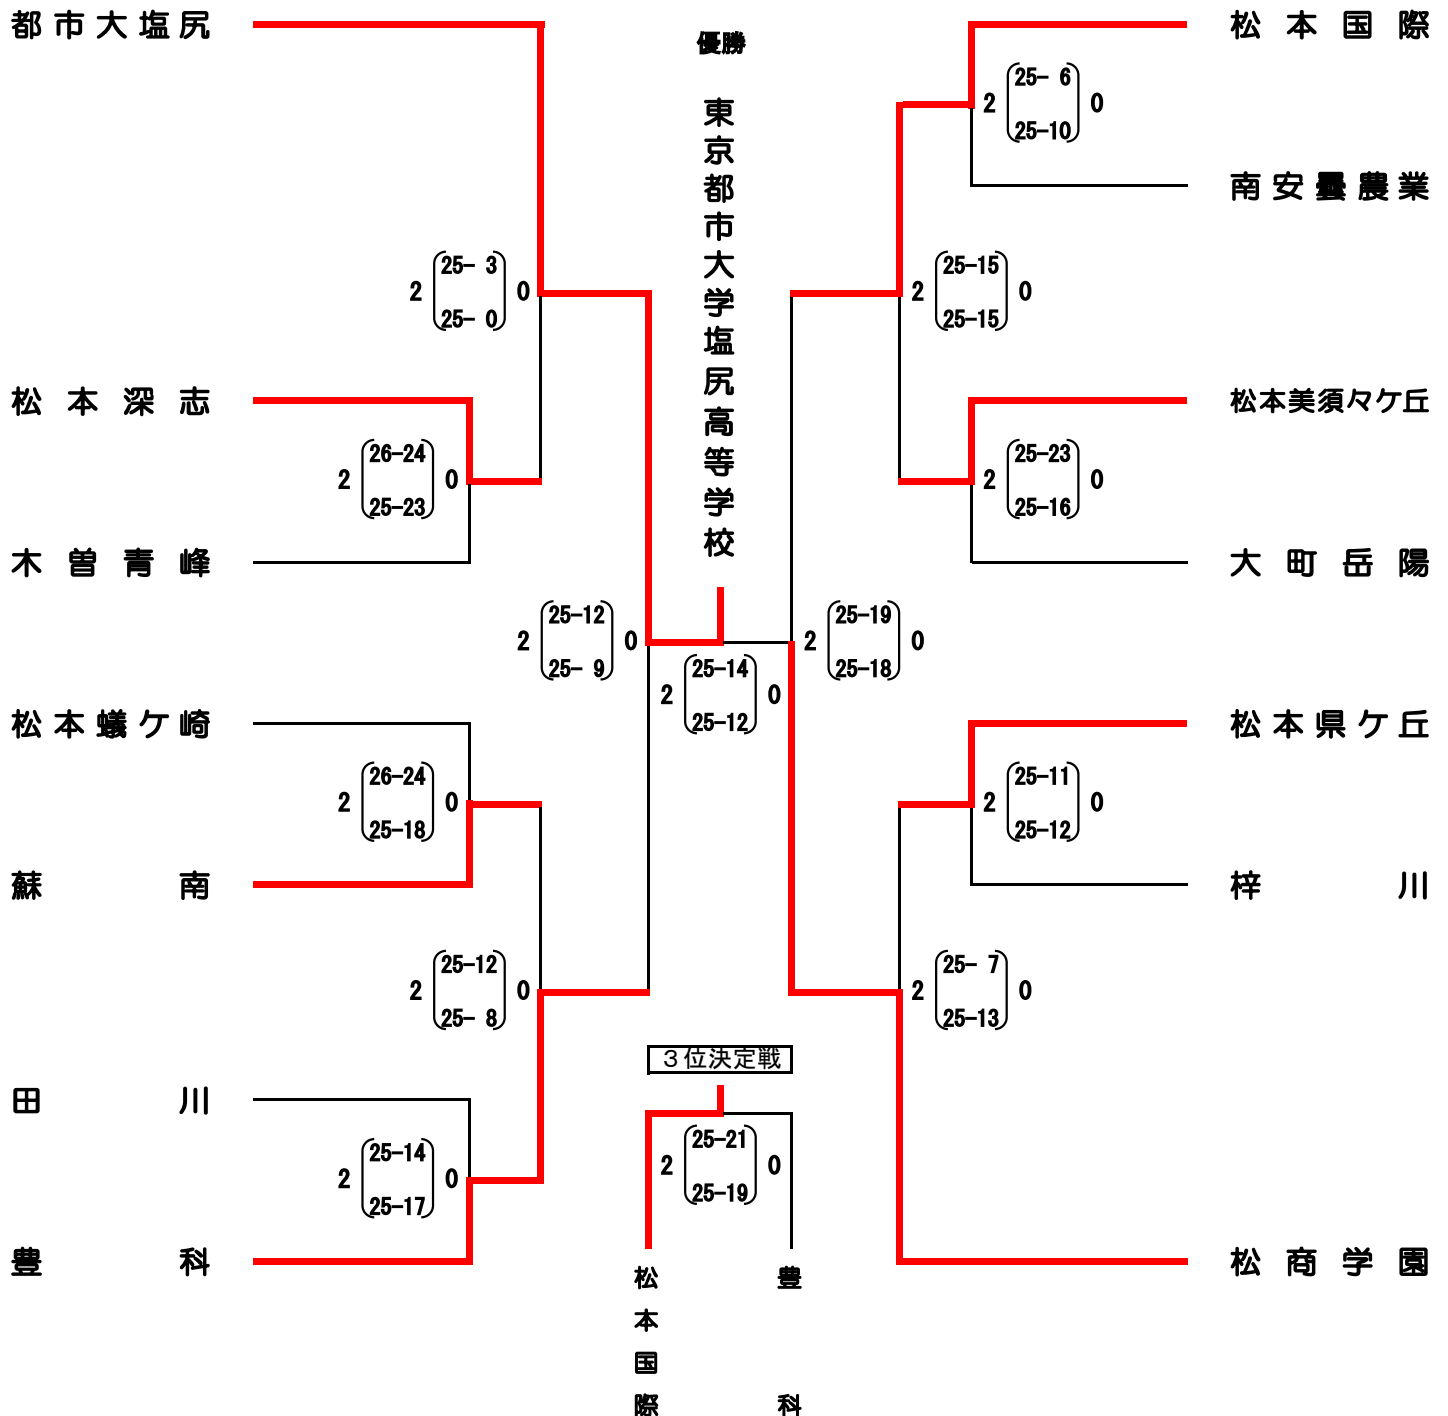 優勝
東京都市大学塩尻高等学校
都市大塩尻
松本深志
木曽青峰
松本蟻ケ崎
蘇南
田川
豊科
2 25- 3 0
25- 0
2 26-24 0
25-23
2 25-12 0
25- 9
2 26-24 0
25-18
2 25-12 0
25- 8
2 25-14 0
25-17
2 25-14 0
25-12
松本国際
南安曇農業
松本美須々ケ丘
大町岳陽
松本県ケ丘
梓川
松商学園
2 25- 6 0
25-10
2 25-15 0
25-15
2 25-23 0
25-16
2 25-19 0
25-18
2 25-11 0
25-12
2 25- 7 0
25-13
３位決定戦
2 25-21 0
25-19
松本国際
豊科